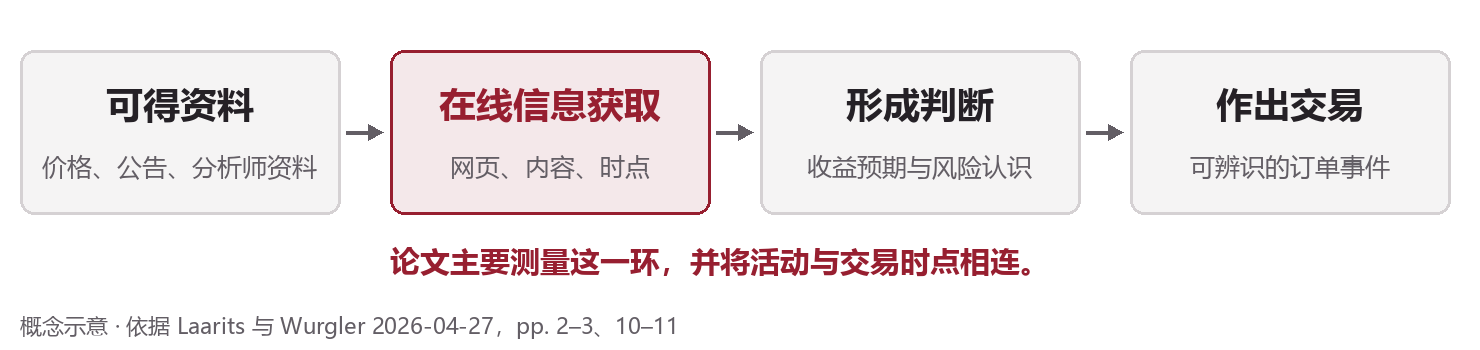 可得资料
价格、公告、分析师资料
在线信息获取
网页、内容、时点
形成判断
收益预期与风险认识
作出交易
可辨识的订单事件
论文主要测量这一环，并将活动与交易时点相连。
概念示意 · 依据 Laarits 与 Wurgler 2026-04-27，pp. 2–3、10–11